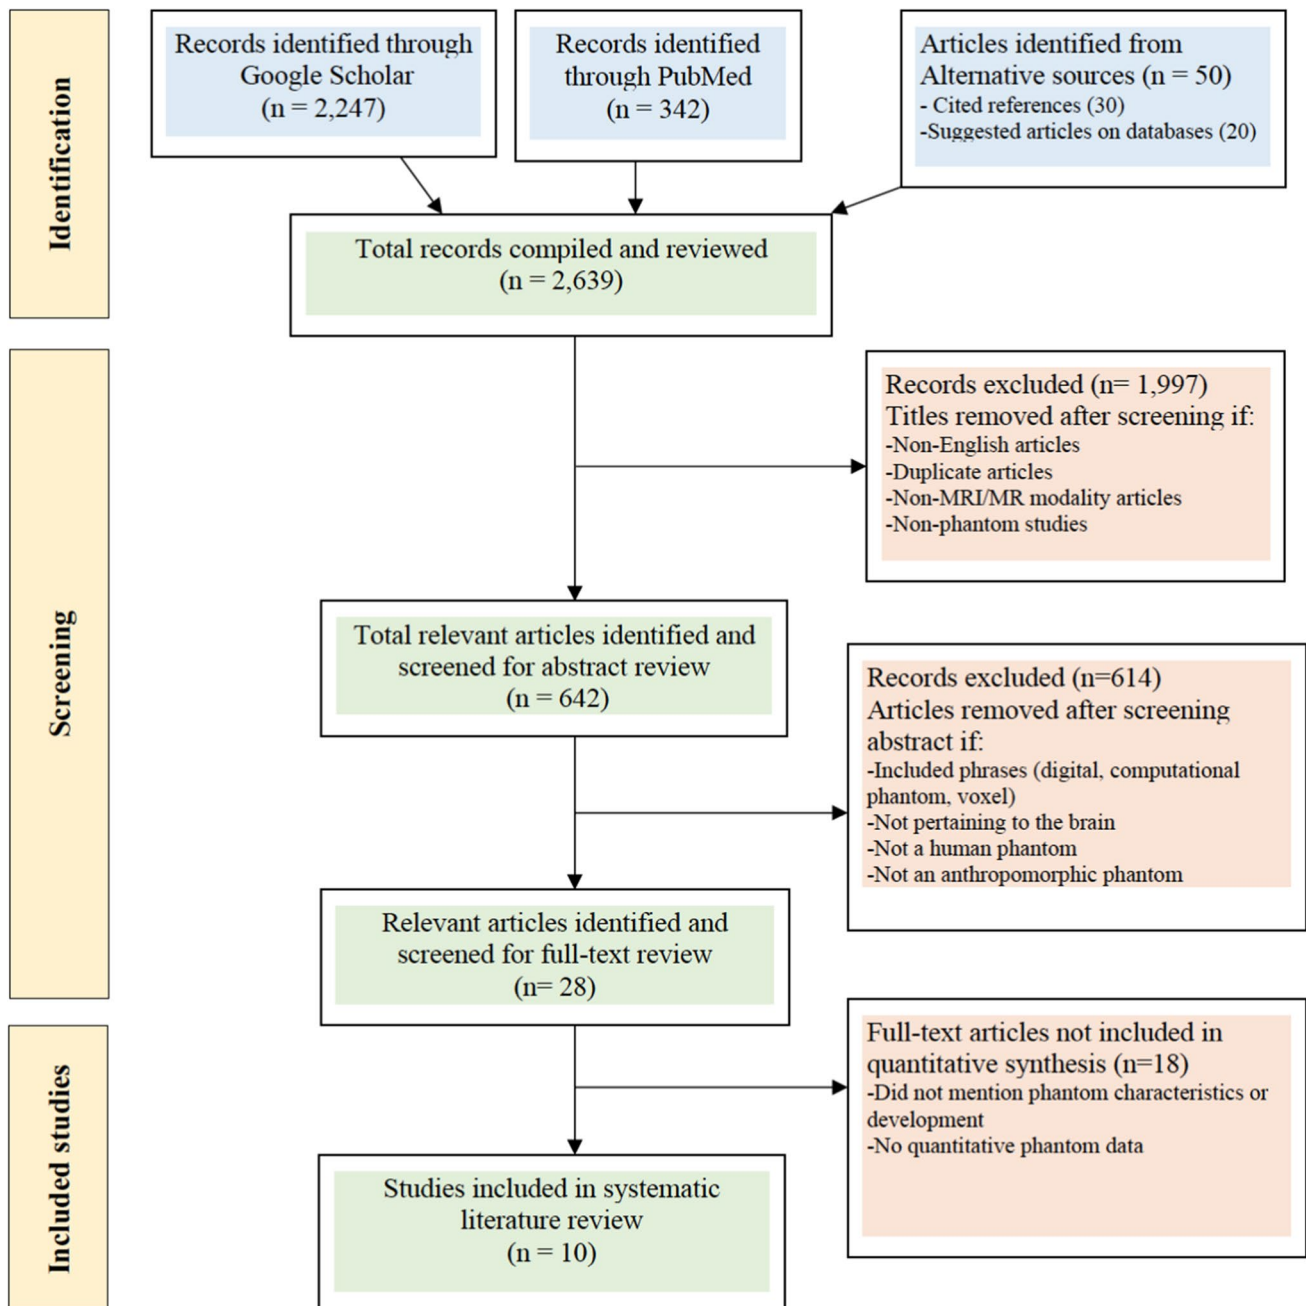 Identification
Records identified through
Google Scholar
(n = 2,247)
Records identified
through PubMed
(n = 342)
Articles identified from
Alternative sources (n = 50)
- Cited references (30)
-Suggested articles on databases (20)
Total records compiled and reviewed
(n = 2,639)
Screening
Records excluded (n= 1,997)
Titles removed after screening if:
-Non-English articles
-Duplicate articles
-Non-MRI/MR modality articles
-Non-phantom studies
Total relevant articles identified and
screened for abstract review
(n = 642)
Records excluded (n=614)
Articles removed after screening
abstract if:
-Included phrases (digital, computational
phantom, voxel)
-Not pertaining to the brain
-Not a human phantom
-Not an anthropomorphic phantom
Relevant articles identified and
screened for full-text review
(n= 28)
Included studies
Full-text articles not included in
quantitative synthesis (n=18)
-Did not mention phantom characteristics or
development
-No quantitative phantom data
Studies included in systematic
literature review
(n = 10)